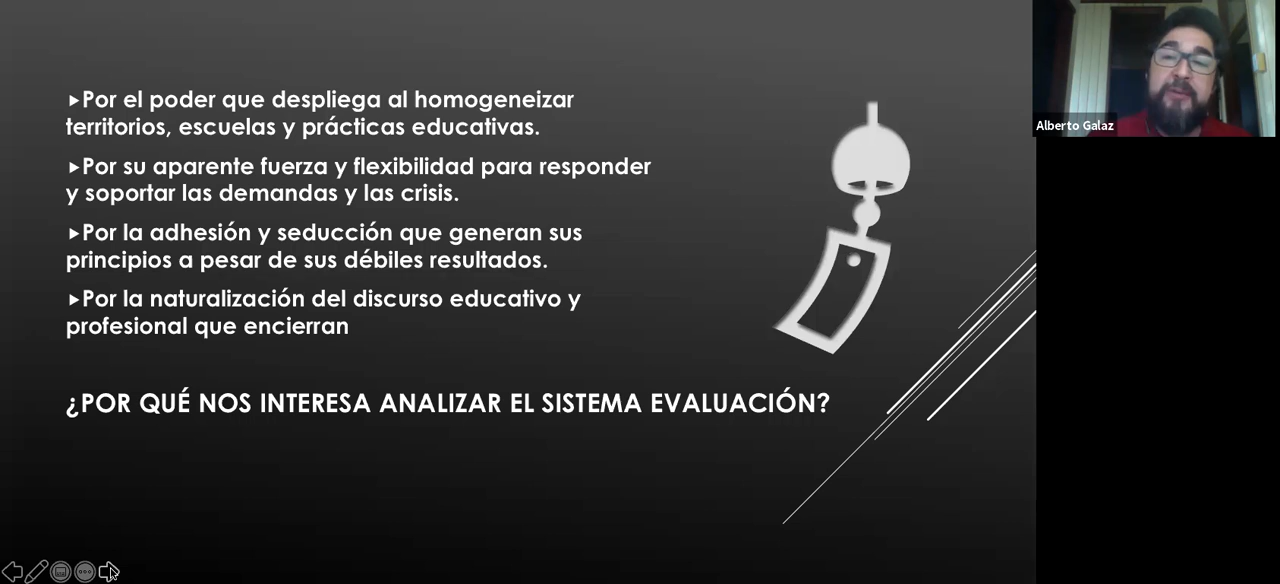 Por el poder que despliega al homogeneizar
territorios, escuelas y prácticas educativas.
Por su aparente fuerza y flexibilidad para responder
y soportar las demandas y las crisis.
Por la adhesión y seducción que generan sus
principios a pesar de sus débiles resultados.
Por la naturalización del discurso educativo y
profesional que encierran
¿POR QUÉ NOS INTERESA ANALIZAR EL SISTEMA EVALUACIÓN?
Alberto Galaz